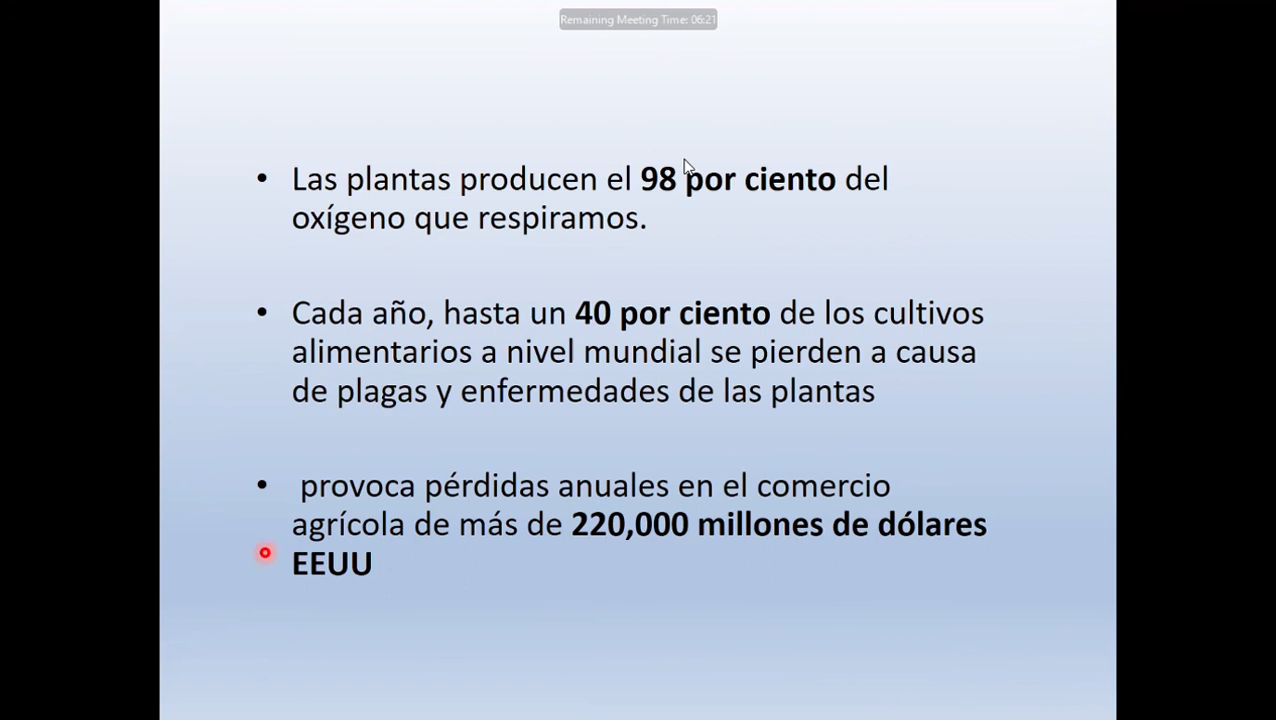 Remaining Meeting Time: 06:21
• Las plantas producen el 98 por ciento del
oxígeno que respiramos.
• Cada año, hasta un 40 por ciento de los cultivos
alimentarios a nivel mundial se pierden a causa
de plagas y enfermedades de las plantas
• provoca pérdidas anuales en el comercio
agrícola de más de 220,000 millones de dólares
EEUU